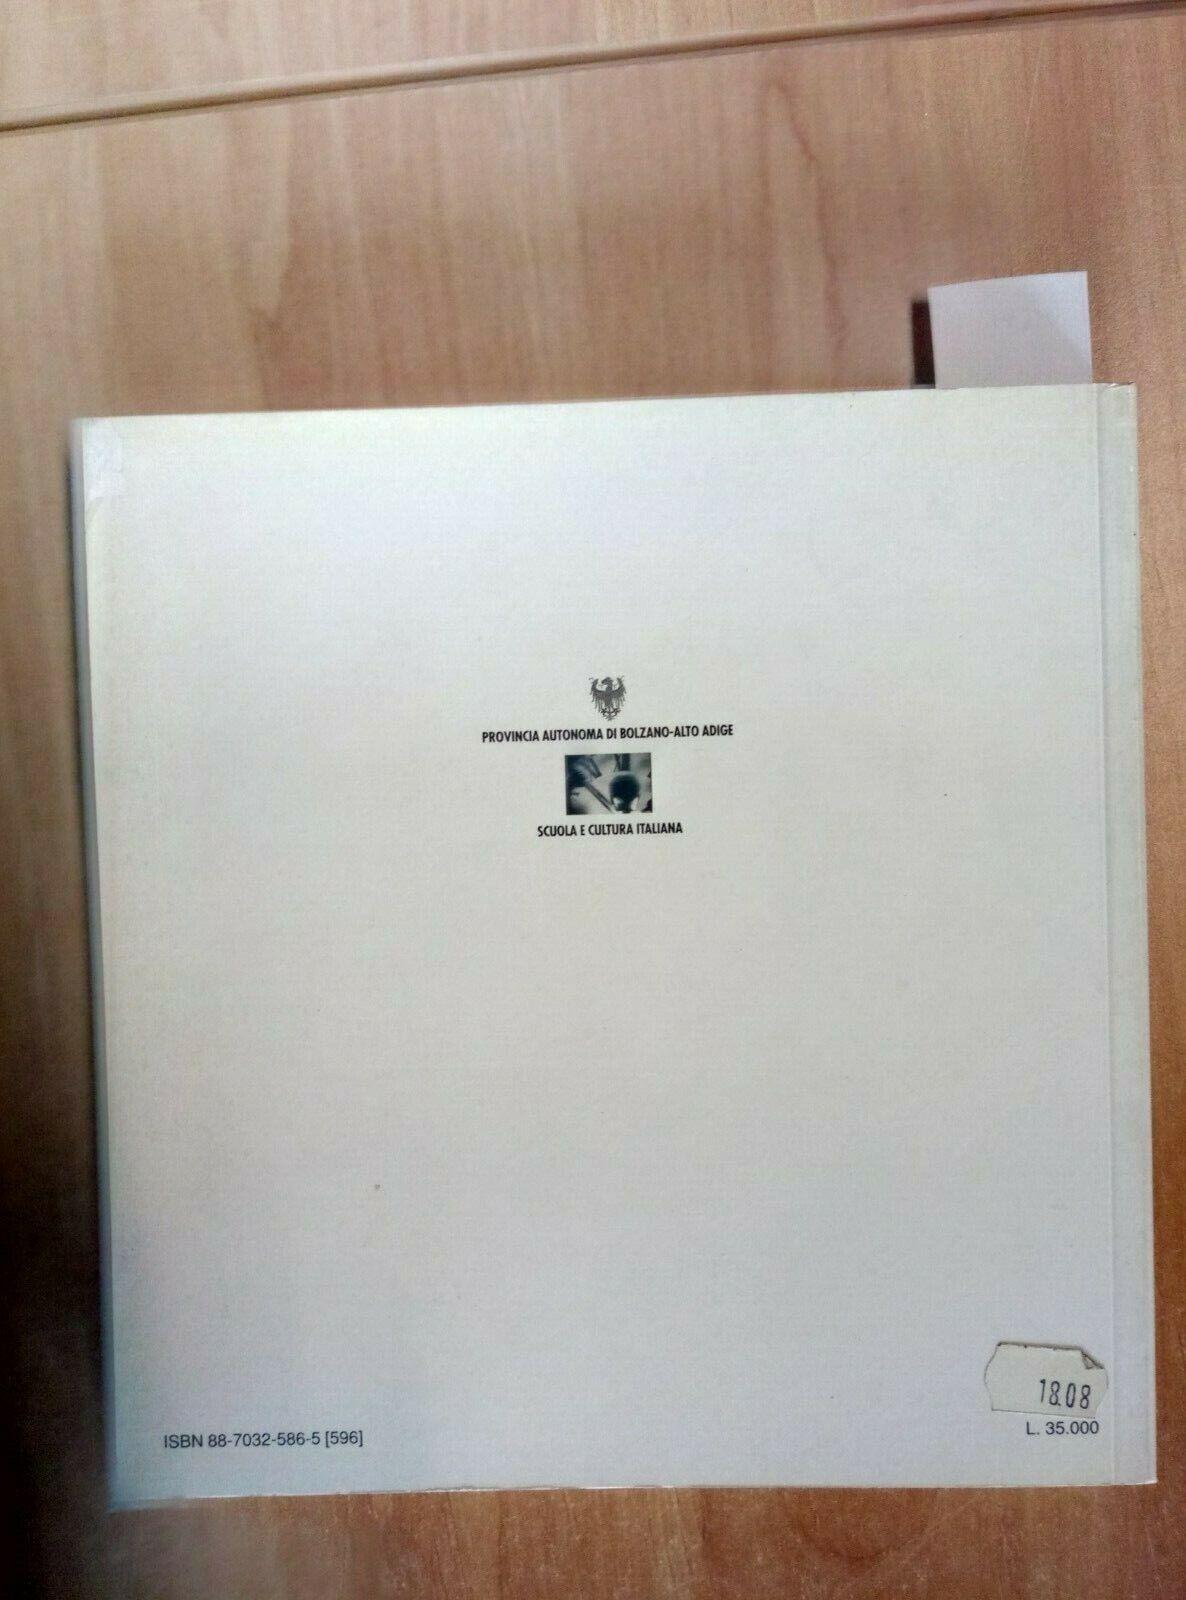 PROVINCIA AUTONOMA DI BOLZANO-ALTO ADIGE
SCUOLA E CULTURA ITALIANA
18.08
L. 35.000
ISBN 88-7032-586-5 [596]